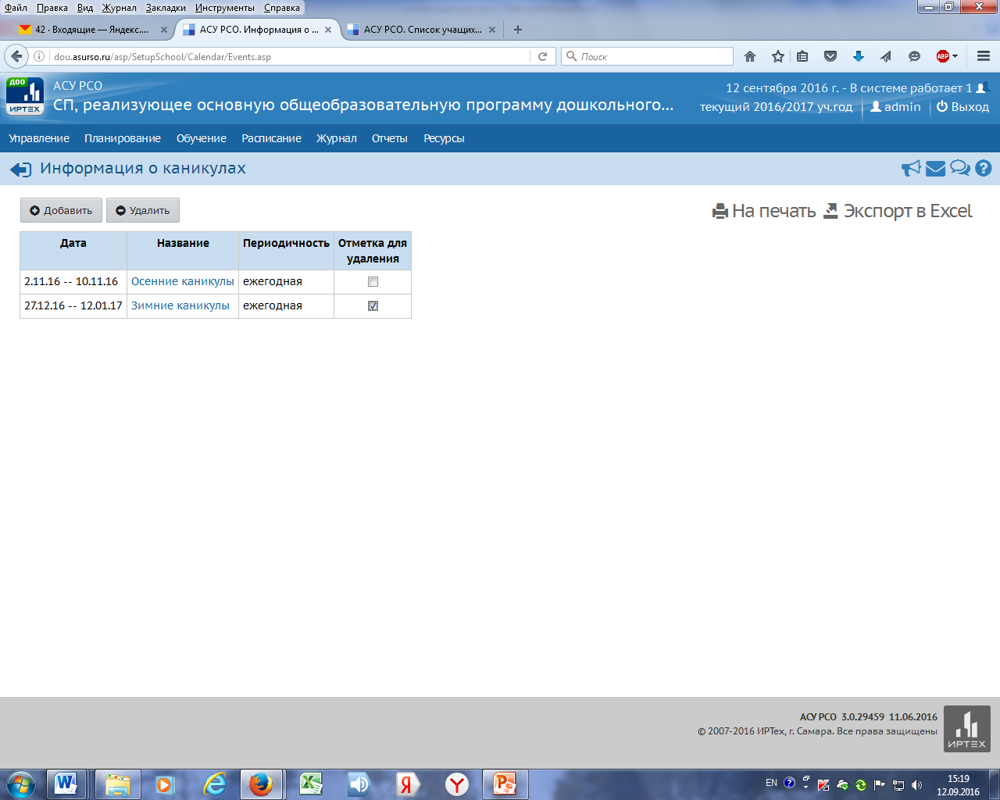 Файл Правка Вид Журнал Закладки Инструменты Справка
42 · Входящие — Яндекс.... АСУ РСО. Информация о ... АСУ РСО. Список учащих...
dou.asurso.ru/asp/SetupSchool/Calendar/Events.asp Поиск ABP
ДОО
ИРТЕХ
АСУ РСО
СП, реализующее основную общеобразовательную программу дошкольного...
12 сентября 2016 г. - В системе работает 1
текущий 2016/2017 уч.год admin Выход
Управление Планирование Обучение Расписание Журнал Отчеты Ресурсы
Информация о каникулах
Добавить Удалить На печать Экспорт в Excel
Дата Название Периодичность Отметка для удаления
2.11.16 -- 10.11.16 Осенние каникулы ежегодная
27.12.16 -- 12.01.17 Зимние каникулы ежегодная
АСУ РСО 3.0.29459 11.06.2016
© 2007-2016 ИРТех, г. Самара. Все права защищены
ИРТЕХ
EN 15:19
12.09.2016